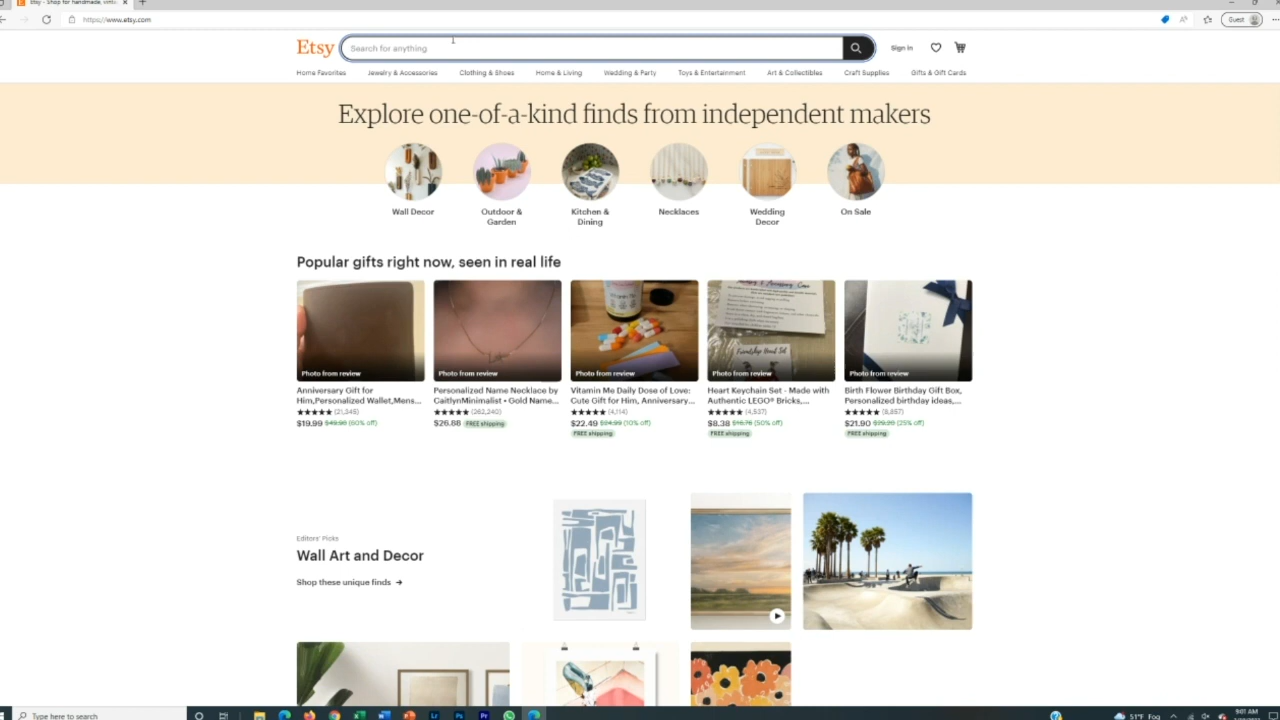 Etsy - Shop for handmade, vinta
https://www.etsy.com
Guest
Etsy
Search for anything
Sign in
Home Favorites Jewelry & Accessories Clothing & Shoes Home & Living Wedding & Party Toys & Entertainment Art & Collectibles Craft Supplies Gifts & Gift Cards
Explore one-of-a-kind finds from independent makers
Wall Decor
Outdoor &
Garden
Kitchen &
Dining
Necklaces
Wedding
Decor
On Sale
Popular gifts right now, seen in real life
Photo from review
Anniversary Gift for
Him,Personalized Wallet,Mens...
★★★★★ (21,345)
$19.99 $49.98 (60% off)
Photo from review
Personalized Name Necklace by
CaitlynMinimalist • Gold Name...
★★★★★ (262,240)
$26.88 FREE shipping
Photo from review
Vitamin Me Daily Dose of Love:
Cute Gift for Him, Anniversary...
★★★★★ (4,114)
$22.49 $24.99 (10% off)
FREE shipping
Friendship Heart Set
Photo from review
Heart Keychain Set - Made with
Authentic LEGO® Bricks,...
★★★★★ (4,537)
$8.38 $16.76 (50% off)
FREE shipping
Photo from review
Birth Flower Birthday Gift Box,
Personalized birthday ideas,...
★★★★★ (8,857)
$21.90 $29.20 (25% off)
FREE shipping
Editors' Picks
Wall Art and Decor
Shop these unique finds →
Type here to search
51°F Fog
9:01 AM